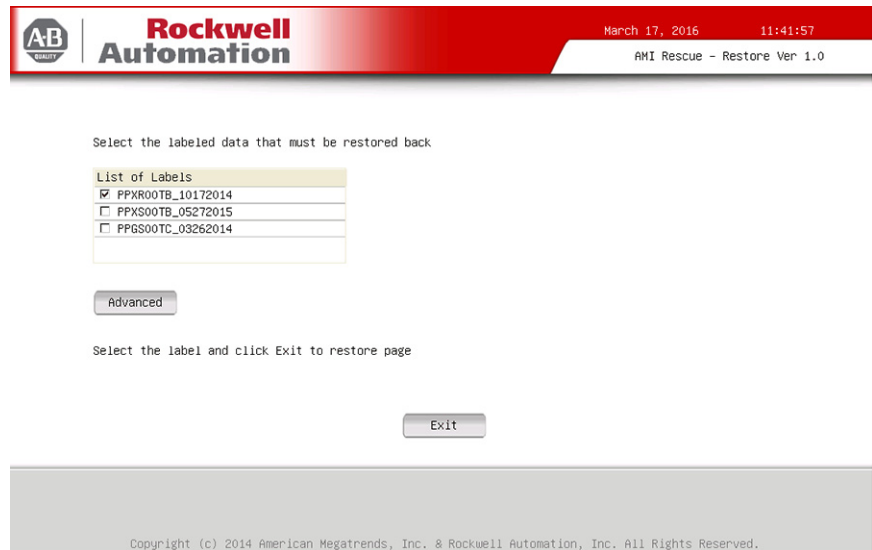 A-B
QUALITY
Rockwell
Automation
March 17, 2016 11:41:57
AMI Rescue - Restore Ver 1.0
Select the labeled data that must be restored back
List of Labels
PPXR00TB_10172014
PPXS00TB_05272015
PPGS00TC_03262014
Advanced
Select the label and click Exit to restore page
Exit
Copyright (c) 2014 American Megatrends, Inc. & Rockwell Automation, Inc. All Rights Reserved.